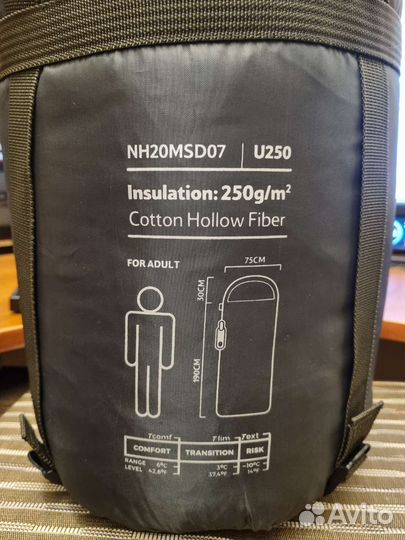 NH20MSD07 | U250
Insulation: 250g/m²
Cotton Hollow Fiber
FOR ADULT
75CM
30CM
190CM
Tcomf Tlim Text
COMFORT TRANSITION RISK
RANGE LEVEL 6°C 3°C -10°C
42,8°F 37,4°F 14°F
Avito